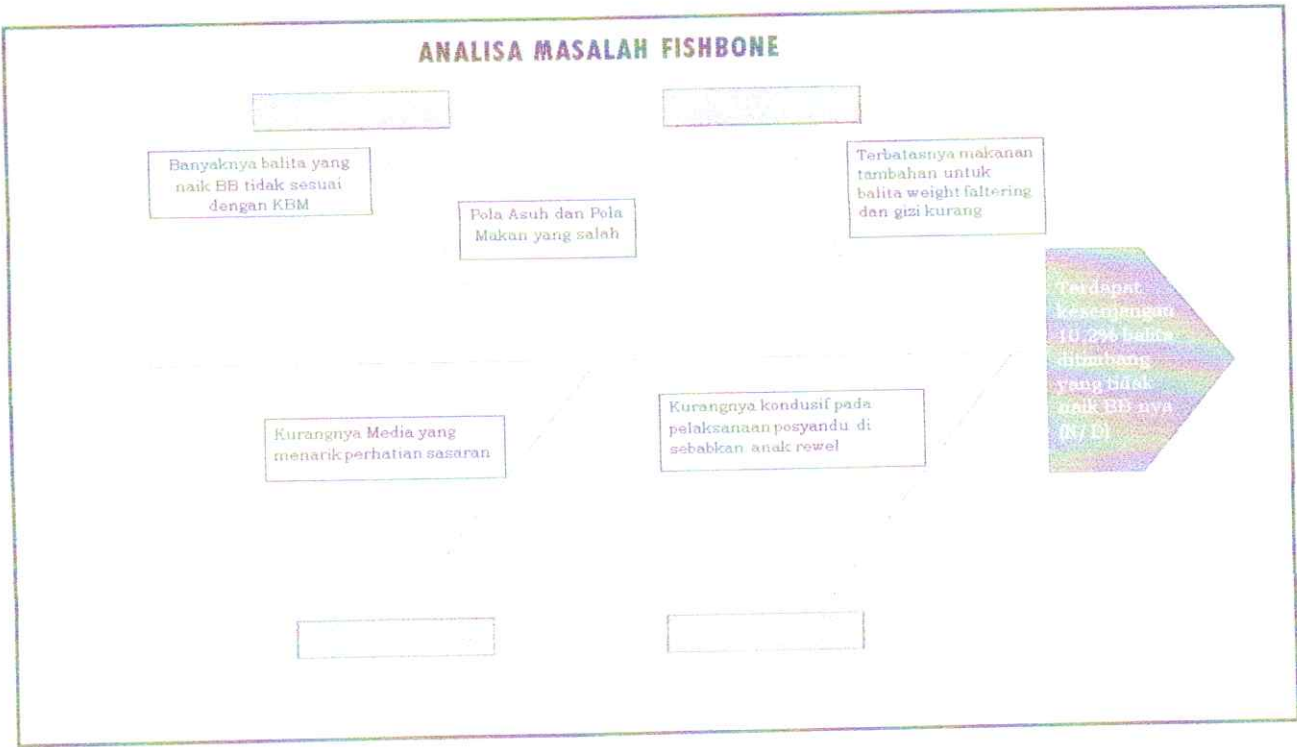 ANALISA MASALAH FISHBONE
Banyaknya balita yang
naik BB tidak sesuai
dengan KBM
Pola Asuh dan Pola
Makan yang salah
Terbatasnya makanan
tambahan untuk
balita weight faltering
dan gizi kurang
Terdapat
kesenjangan
10,2% balita
ditimbang
yang tidak
naik BB nya
(N/D)
Kurangnya Media yang
menarik perhatian sasaran
Kurangnya kondusif pada
pelaksanaan posyandu di
sebabkan anak rewel